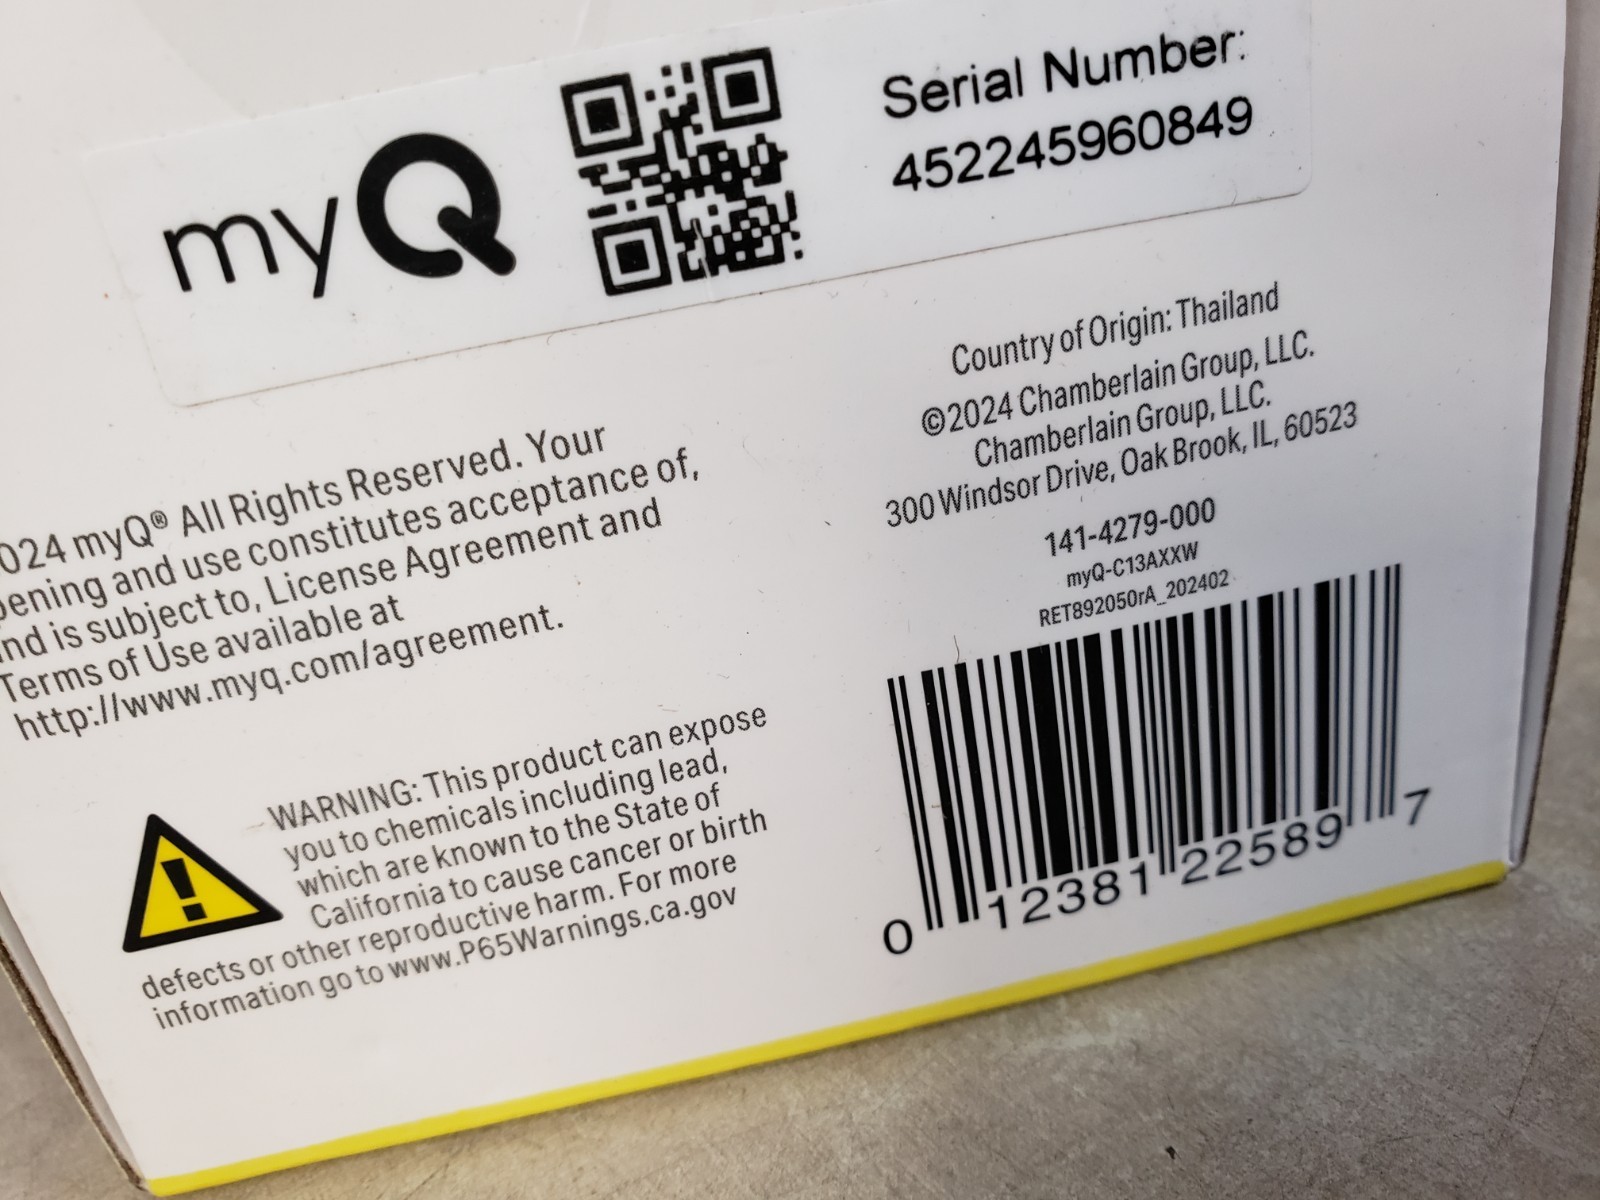 myQ
Serial Number:
452245960849
024 myQ® All Rights Reserved. Your
pening and use constitutes acceptance of,
nd is subject to, License Agreement and
Terms of Use available at
http://www.myq.com/agreement.
WARNING: This product can expose
you to chemicals including lead,
which are known to the State of
California to cause cancer or birth
defects or other reproductive harm. For more
information go to www.P65Warnings.ca.gov
Country of Origin: Thailand
©2024 Chamberlain Group, LLC.
Chamberlain Group, LLC.
300 Windsor Drive, Oak Brook, IL, 60523
141-4279-000
myQ-C13AXXW
RET892050rA_202402
0 12381 22589 7